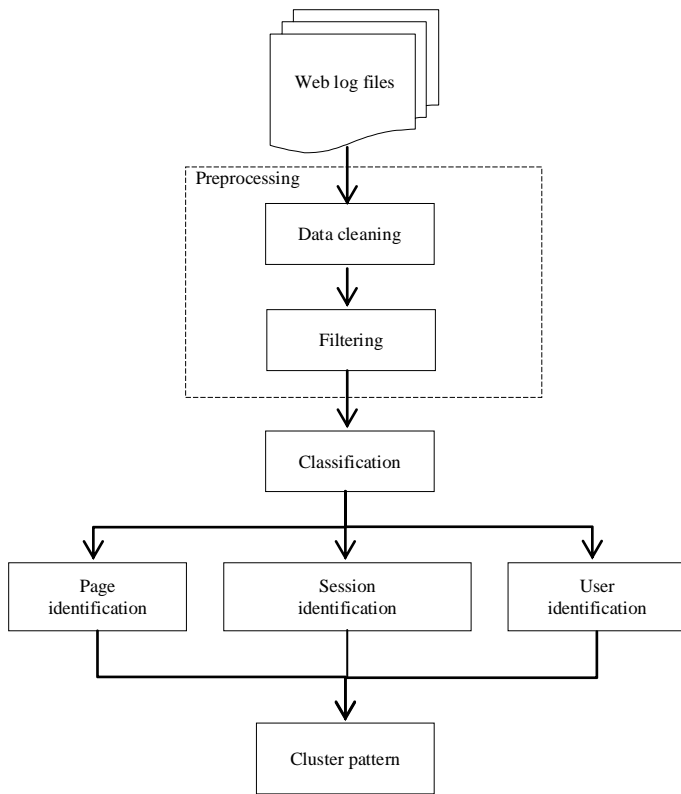 Web log files
Preprocessing
Data cleaning
Filtering
Classification
Page
identification
Session
identification
User
identification
Cluster pattern